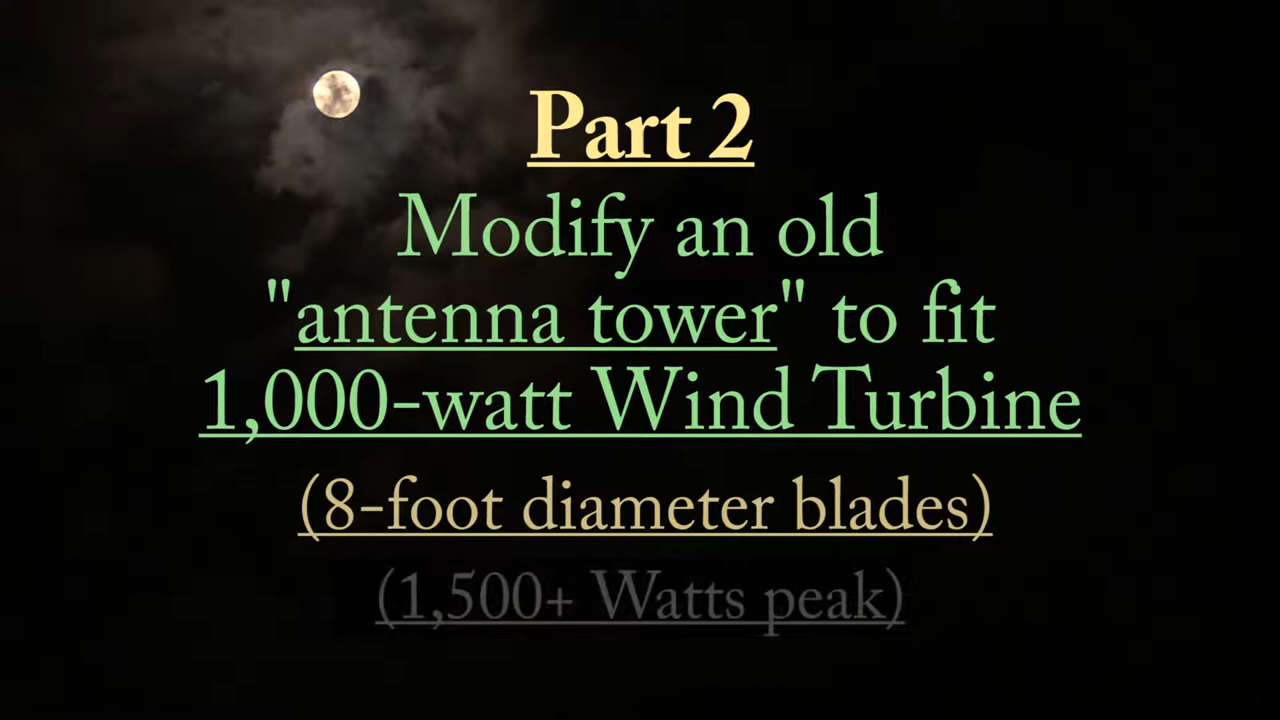 Part 2
Modify an old
"antenna tower" to fit
1,000-watt Wind Turbine
(8-foot diameter blades)
(1,500+ Watts peak)